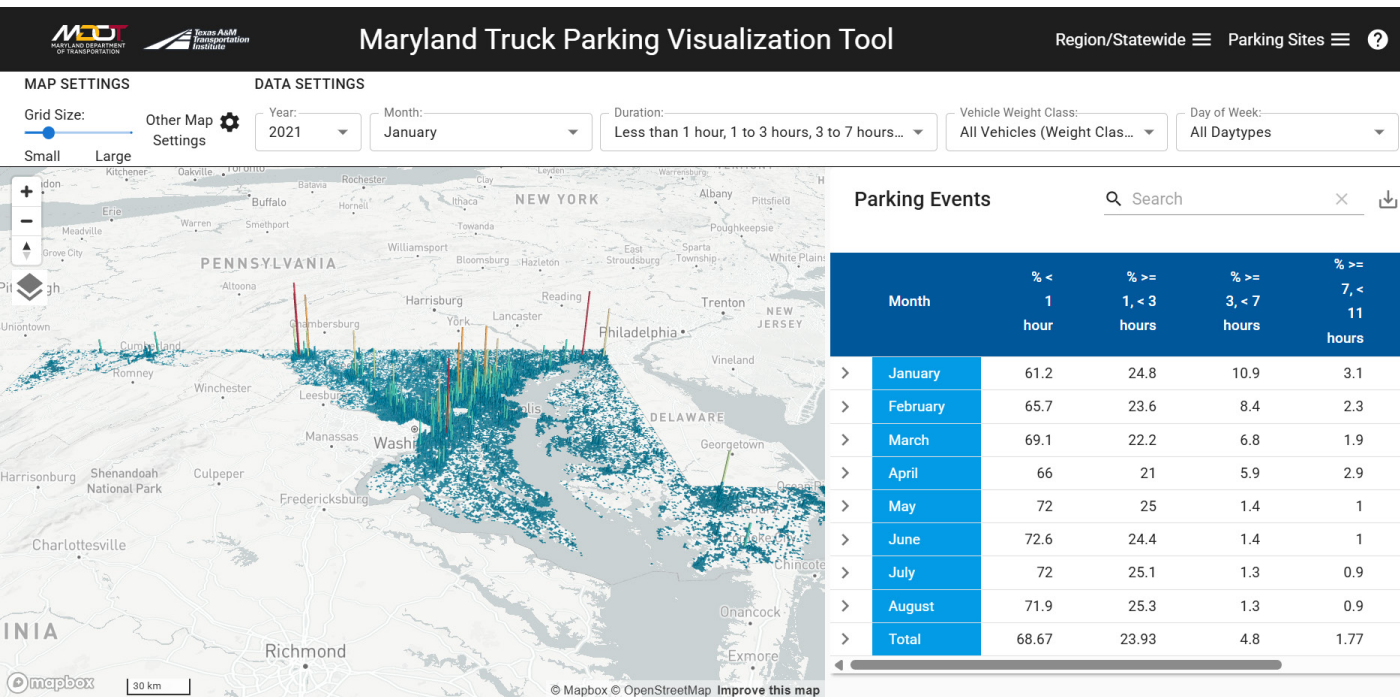 MDOT
MARYLAND DEPARTMENT
OF TRANSPORTATION
Texas A&M
Transportation
Institute
Maryland Truck Parking Visualization Tool
Region/Statewide
Parking Sites
?
MAP SETTINGS
DATA SETTINGS
Grid Size:
Small
Large
Other Map
Settings
Year:
2021
Month:
January
Duration:
Less than 1 hour, 1 to 3 hours, 3 to 7 hours...
Vehicle Weight Class:
All Vehicles (Weight Clas...
Day of Week:
All Daytypes
Kitchener
Oakville
Toronto
Batavia
Rochester
Clay
Leyden
Warrensburg
Erie
Buffalo
Hornell
Ithaca
NEW YORK
Albany
Pittsfield
Meadville
Warren
Smethport
Towanda
Poughkeepsie
Grove City
Williamsport
Bloomsburg
Hazleton
East
Stroudsburg
Sparta
Township
White Plains
PENNSYLVANIA
Altoona
Harrisburg
Reading
Trenton
NEW
JERSEY
Uniontown
Chambersburg
York
Lancaster
Philadelphia
Cumberland
Romney
Vineland
Winchester
Leesburg
DELAWARE
Manassas
Georgetown
Harrisonburg
Shenandoah
National Park
Culpeper
Fredericksburg
Charlottesville
Chincote
Onancock
INIA
Richmond
Exmore
mapbox
30 km
© Mapbox © OpenStreetMap Improve this map
Parking Events
Search
Month
% <
1
hour
% >=
1, < 3
hours
% >=
3, < 7
hours
% >=
7, <
11
hours
January 61.2 24.8 10.9 3.1
February 65.7 23.6 8.4 2.3
March 69.1 22.2 6.8 1.9
April 66 21 5.9 2.9
May 72 25 1.4 1
June 72.6 24.4 1.4 1
July 72 25.1 1.3 0.9
August 71.9 25.3 1.3 0.9
Total 68.67 23.93 4.8 1.77